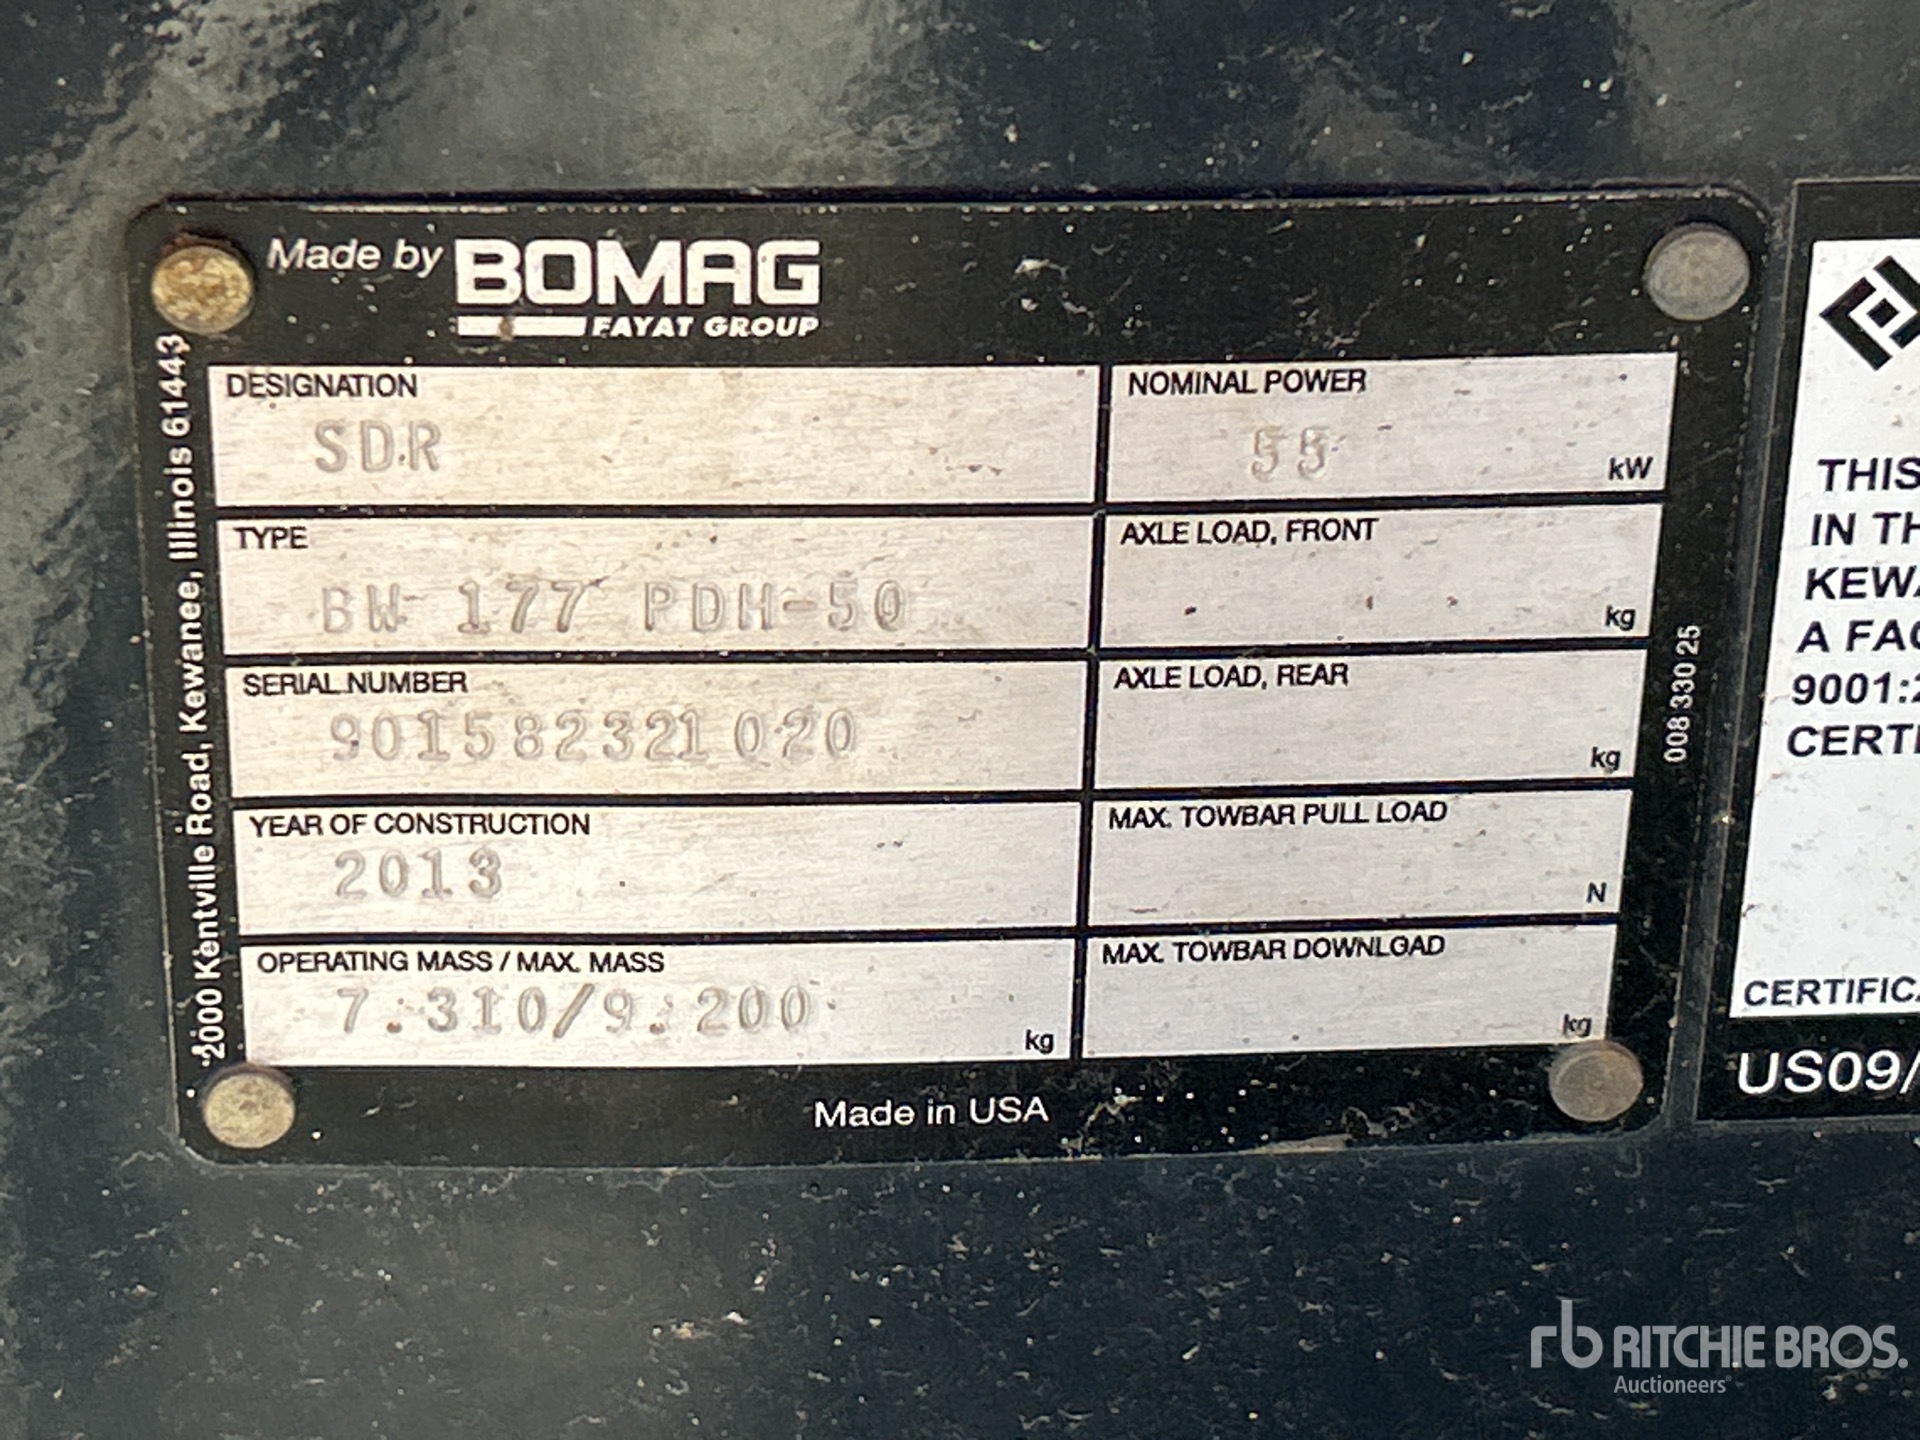 Made by BOMAG
FAYAT GROUP
2000 Kentville Road, Kewanee, Illinois 61443
DESIGNATION
SDR
NOMINAL POWER
55 kW
TYPE
BW 177 PDH-50
AXLE LOAD, FRONT
kg
SERIAL NUMBER
901582321020
AXLE LOAD, REAR
kg
YEAR OF CONSTRUCTION
2013
MAX. TOWBAR PULL LOAD
N
OPERATING MASS / MAX. MASS
7.310/9.200 kg
MAX. TOWBAR DOWNLOAD
kg
008 330 25
Made in USA
THIS
IN TH
KEWA
A FAC
9001:2
CERTI
CERTIFICA
US09/
rb RITCHIE BROS.
Auctioneers